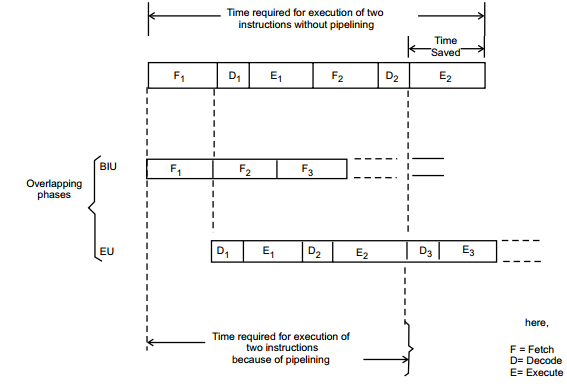 Time required for execution of two
instructions without pipelining
Time
Saved
F1 D1 E1 F2 D2 E2
BIU
F1 F2 F3
Overlapping
phases
EU
D1 E1 D2 E2 D3 E3
Time required for execution of
two instructions
because of pipelining
here,
F = Fetch
D= Decode
E= Execute